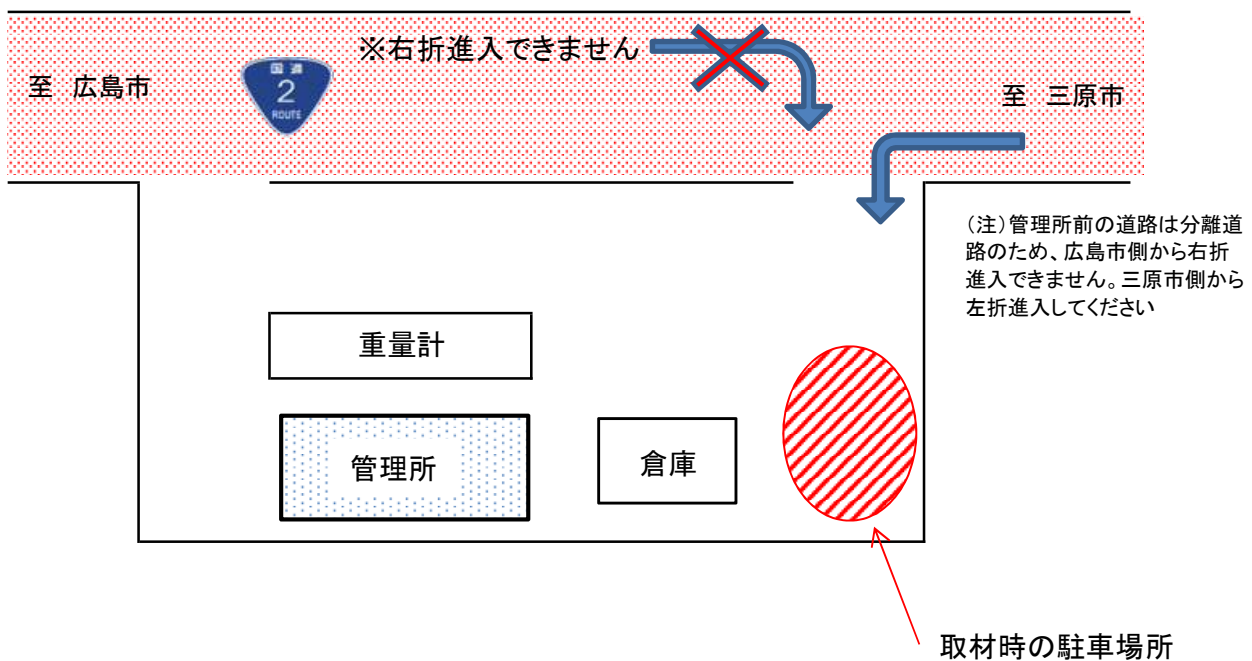 ※右折進入できません
至 広島市
国道
2
ROUTE
至 三原市
(注)管理所前の道路は分離道
路のため、広島市側から右折
進入できません。三原市側から
左折進入してください
重量計
管理所
倉庫
取材時の駐車場所